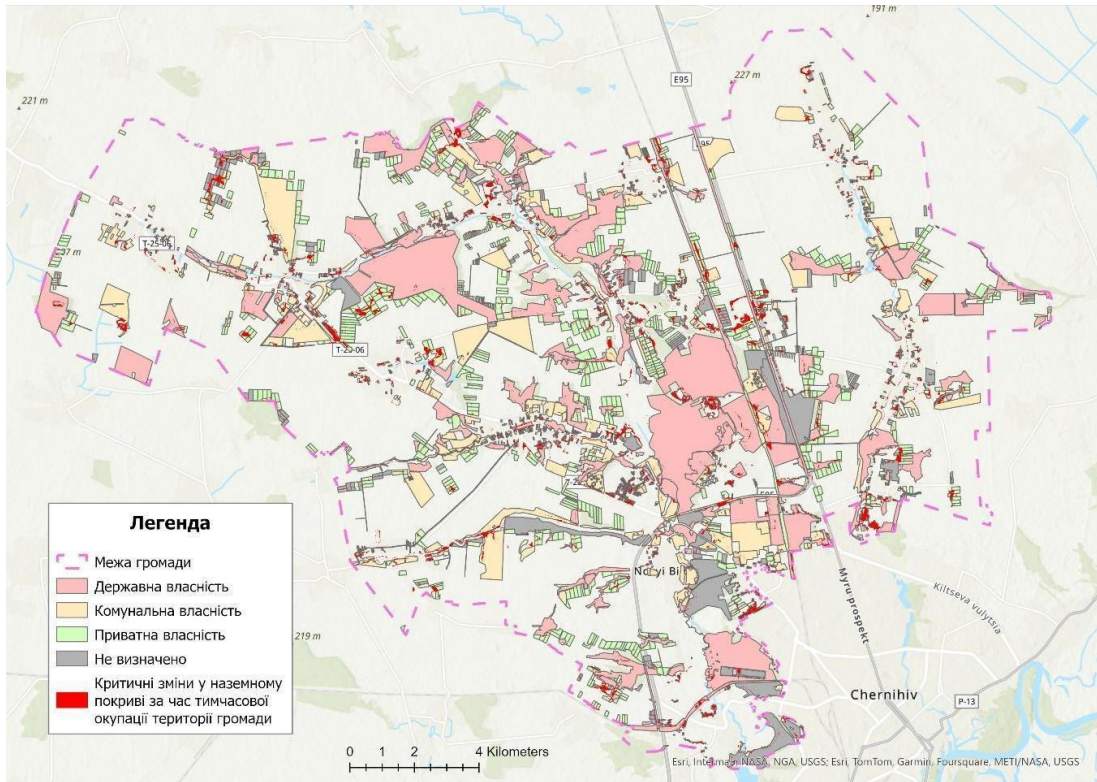 191 m
E95
227 m
221 m
T-25-06
Легенда
Межа громади
Державна власність
Комунальна власність
Приватна власність
Не визначено
Критичні зміни у наземному
покриві за час тимчасової
окупації території громади
219 m
Myru prospekt
Kiltseva vulytsia
Chernihiv
P-13
0 1 2 4 Kilometers
Esri, Intermap, NASA, NGA, USGS; Esri, TomTom, Garmin, Foursquare, METI/NASA, USGS